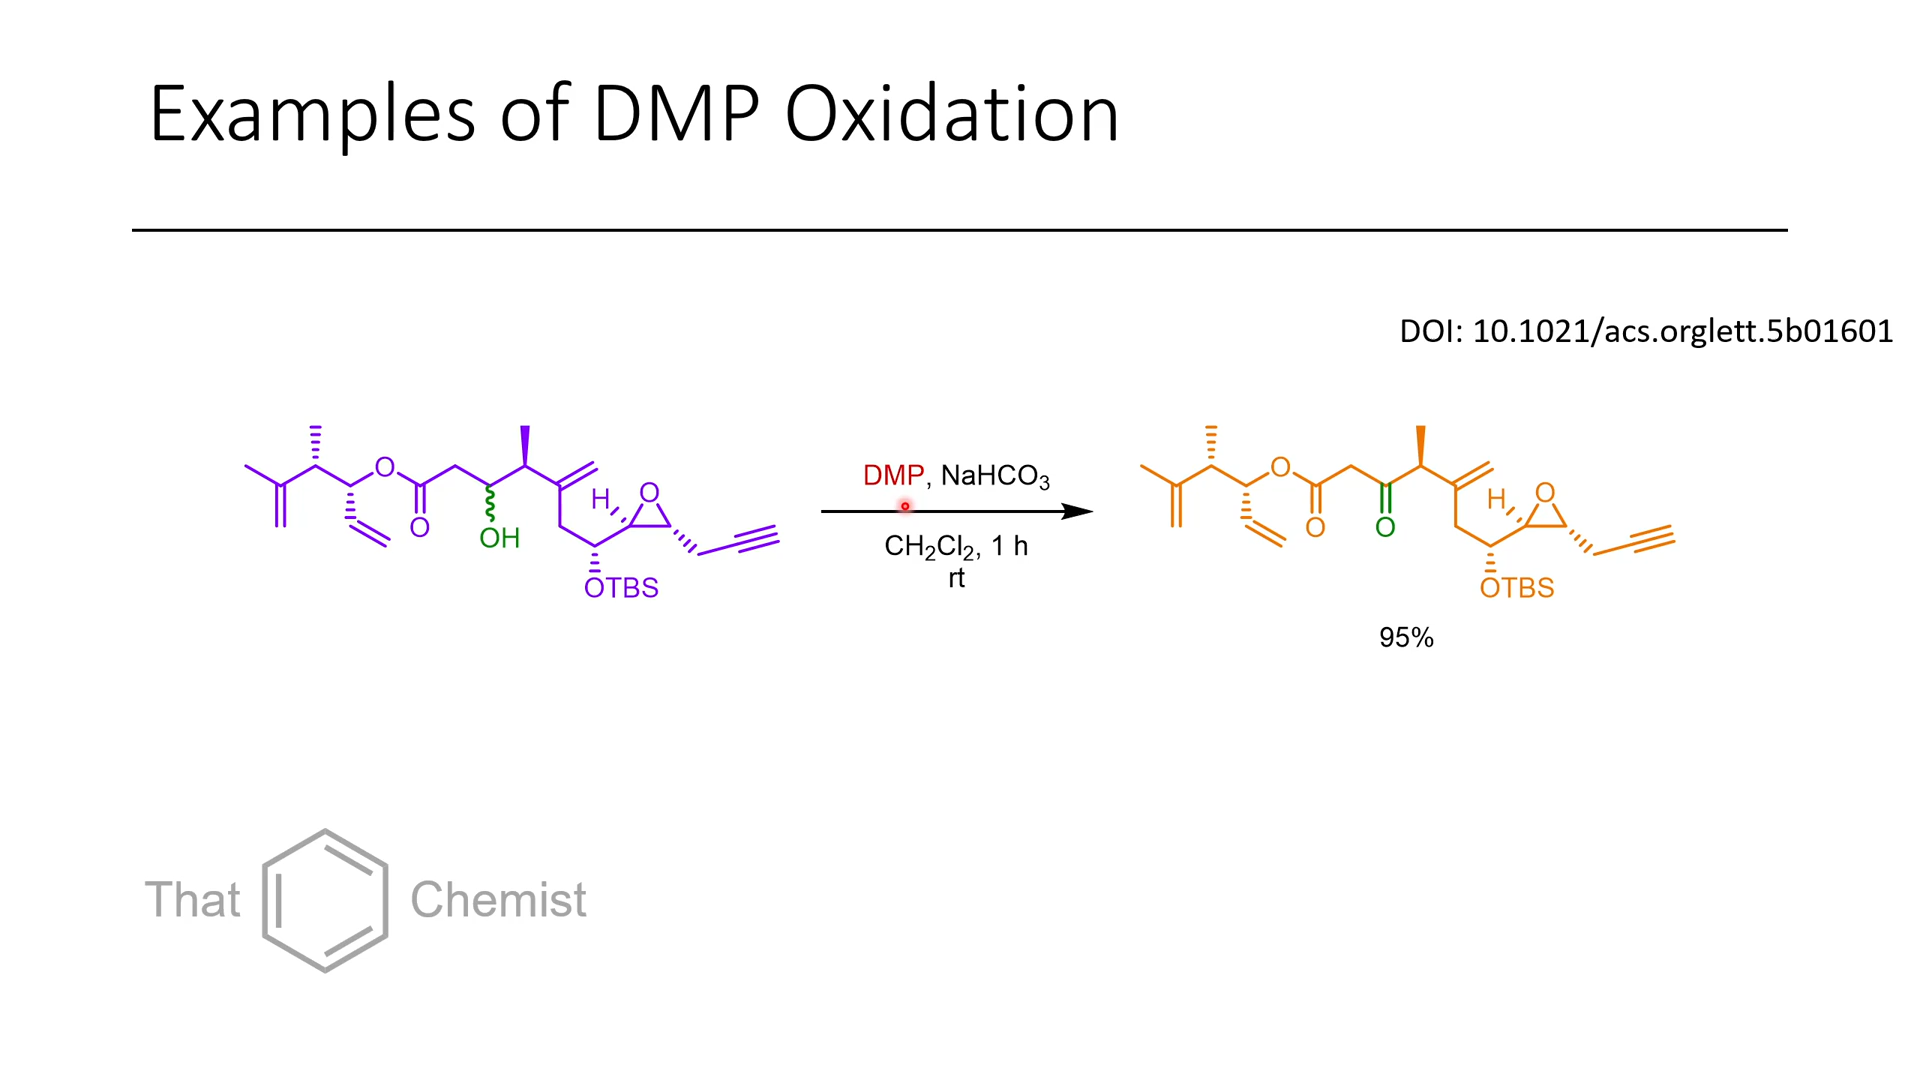 Examples of DMP Oxidation
DOI: 10.1021/acs.orglett.5b01601
O
O
OH
H
O
OTBS
DMP, NaHCO₃
CH₂Cl₂, 1 h
rt
O
O
O
H
O
OTBS
95%
That Chemist